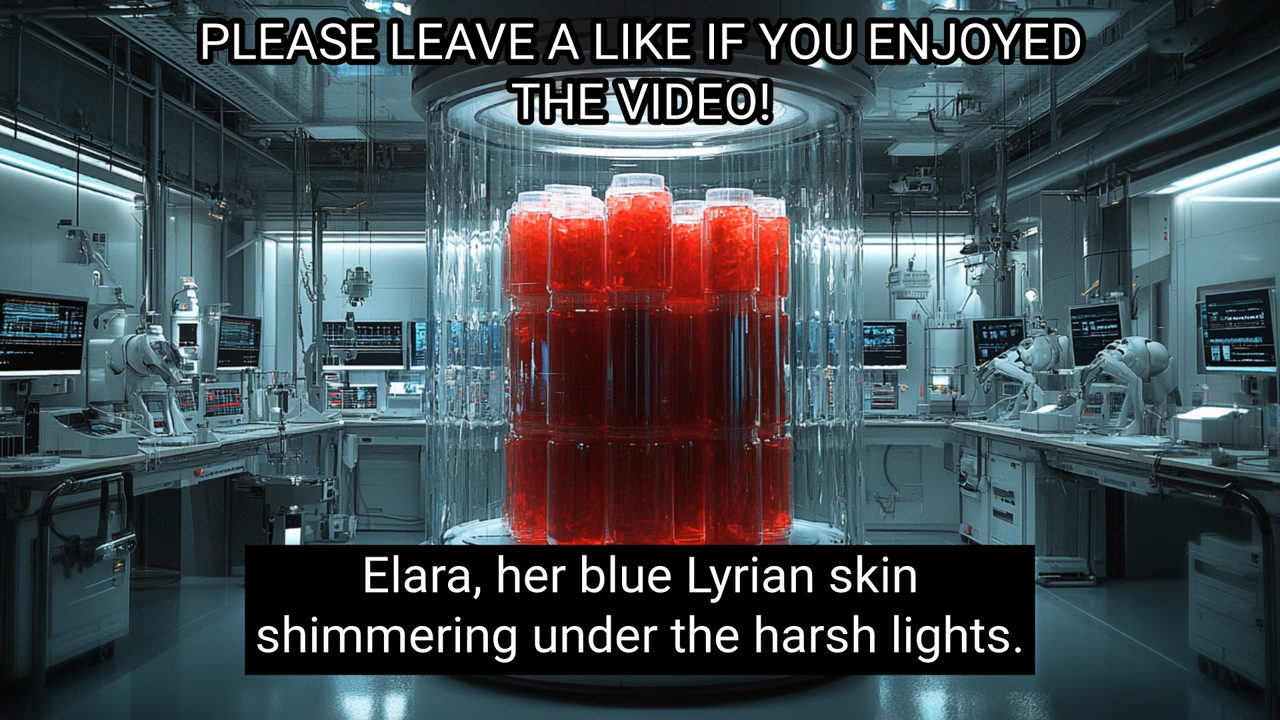 PLEASE LEAVE A LIKE IF YOU ENJOYED
THE VIDEO!
Elara, her blue Lyrian skin
shimmering under the harsh lights.